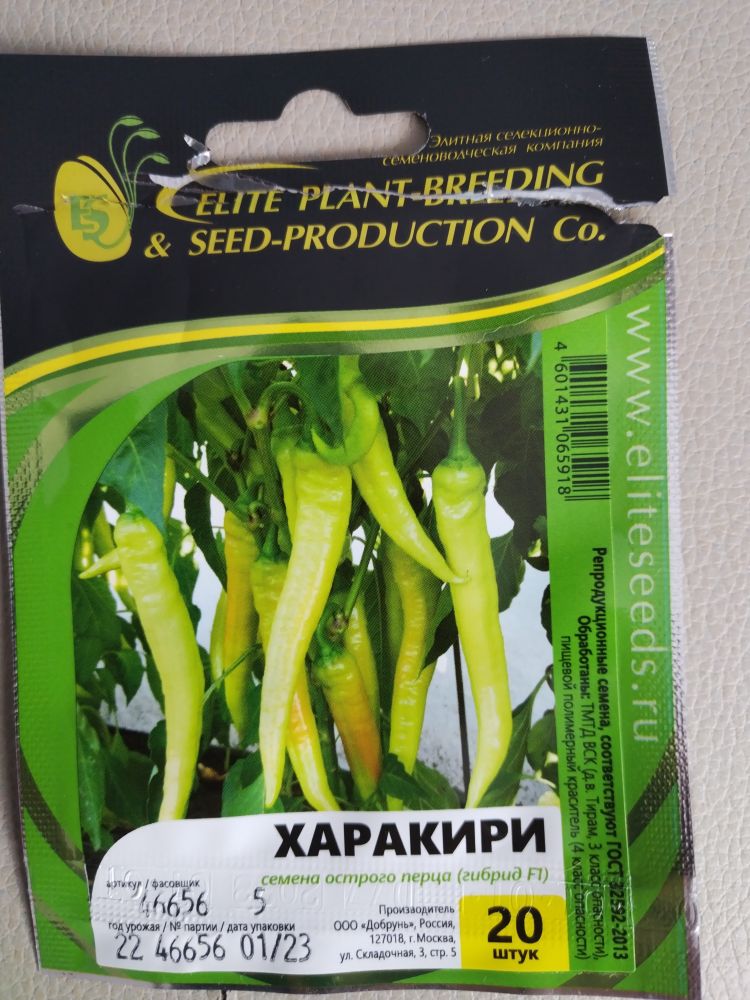 Элитная селекционно-
семеноводческая компания
ES
ELITE PLANT-BREEDING
& SEED-PRODUCTION Co.
www.eliteseeds.ru
4 601431 065918
Репродукционные семена, соответствуют ГОСТ 32592-2013
Обработаны: ТМТД ВСК (д.в. Тирам, 3 класс опасности),
пищевой полимерный краситель (4 класс опасности)
ХАРАКИРИ
семена острого перца (гибрид F1)
артикул / фасовщик
46656 5
год урожая / № партии / дата упаковки
22 46656 01/23
Производитель
ООО «Добрунь», Россия,
127018, г. Москва,
ул. Складочная, 3, стр. 5
20
штук